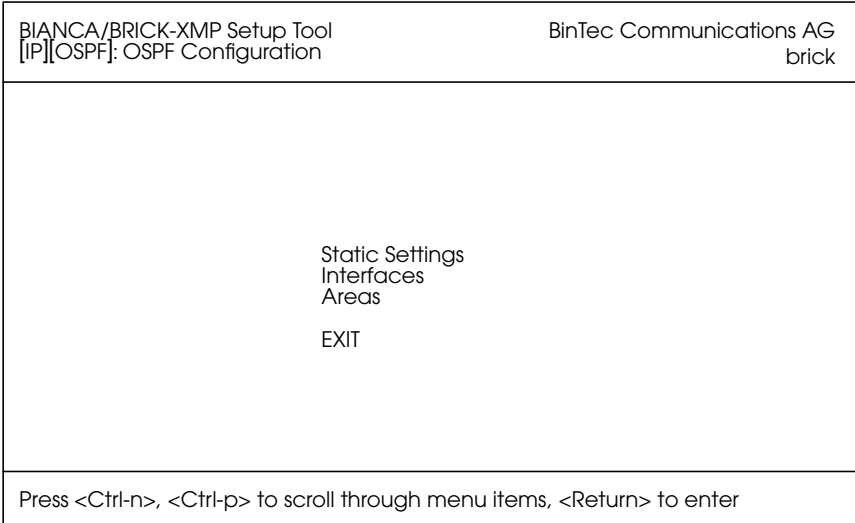 BIANCA/BRICK-XMP Setup Tool BinTec Communications AG
[IP][OSPF]: OSPF Configuration brick
Static Settings
Interfaces
Areas
EXIT
Press <Ctrl-n>, <Ctrl-p> to scroll through menu items, <Return> to enter